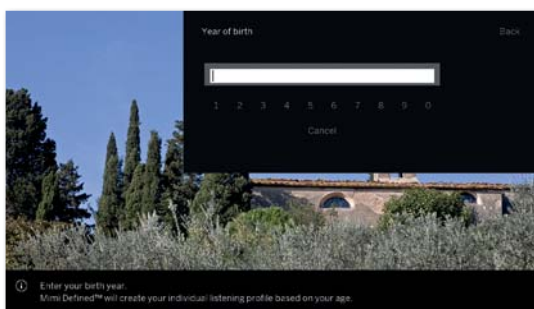 Year of birth
Back
1 2 3 4 5 6 7 8 9 0
Cancel
Enter your birth year.
Mimi Defined™ will create your individual listening profile based on your age.